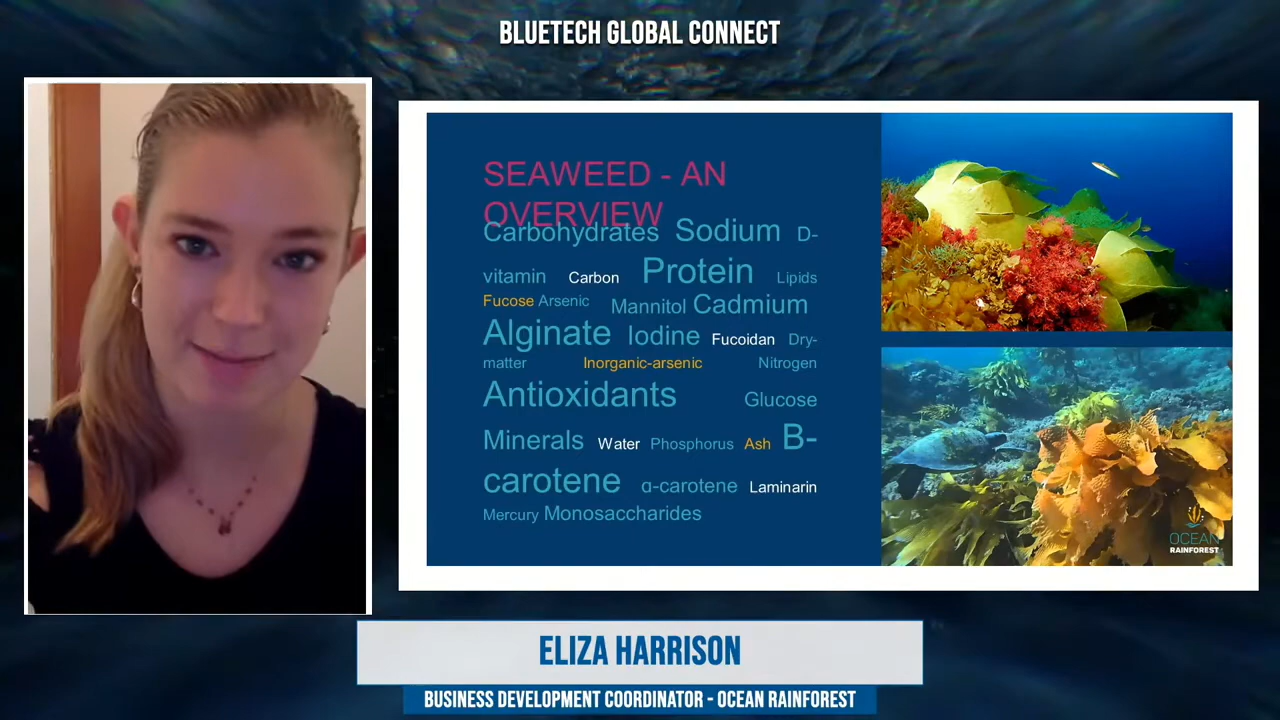 BLUETECH GLOBAL CONNECT
SEAWEED - AN
OVERVIEW
Carbohydrates Sodium D-
vitamin Carbon Protein Lipids
Fucose Arsenic Mannitol Cadmium
Alginate Iodine Fucoidan Dry-
matter Inorganic-arsenic Nitrogen
Antioxidants Glucose
Minerals Water Phosphorus Ash B-
carotene α-carotene Laminarin
Mercury Monosaccharides
OCEAN
RAINFOREST
ELIZA HARRISON
BUSINESS DEVELOPMENT COORDINATOR - OCEAN RAINFOREST